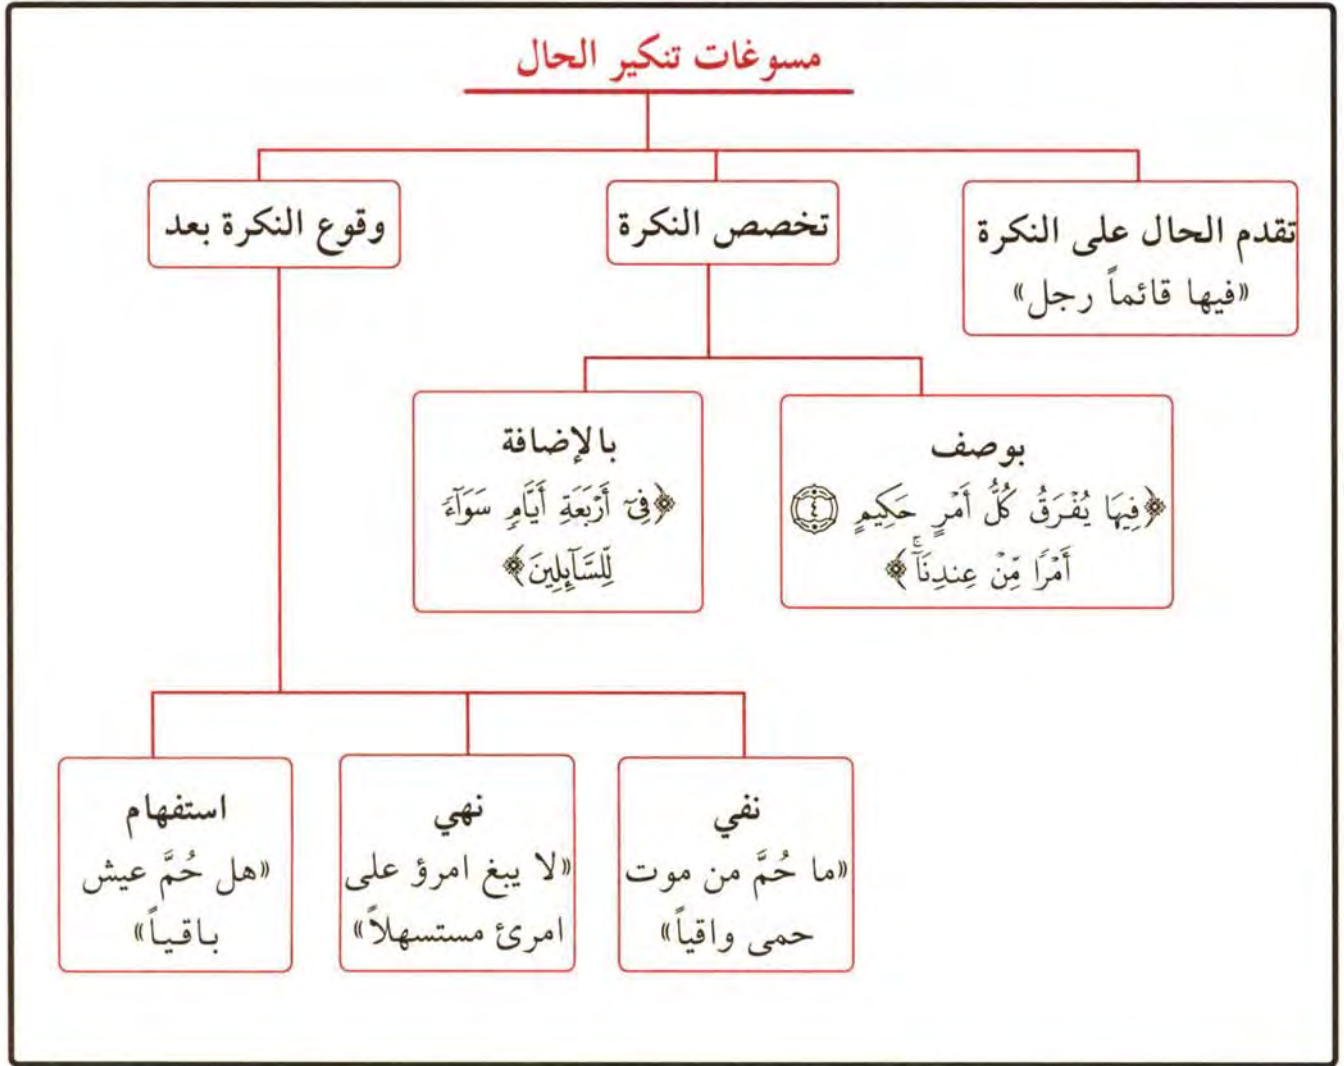 مسوغات تنكير الحال
تقدم الحال على النكرة
«فيها قائماً رجل»
تخصص النكرة
وقوع النكرة بعد
بوصف
﴿فِيهَا يُفْرَقُ كُلُّ أَمْرٍ حَكِيمٍ ٤
أَمْرًا مِّنْ عِندِنَآ ۚ﴾
بالإضافة
﴿فِىٓ أَرْبَعَةِ أَيَّامٍ سَوَآءً
لِّلسَّآئِلِينَ﴾
نفي
«ما حُمَّ من موت
حمى واقياً»
نهي
«لا يبغ امرؤ على
امرئ مستسهلاً»
استفهام
«هل حُمَّ عيش
باقياً»